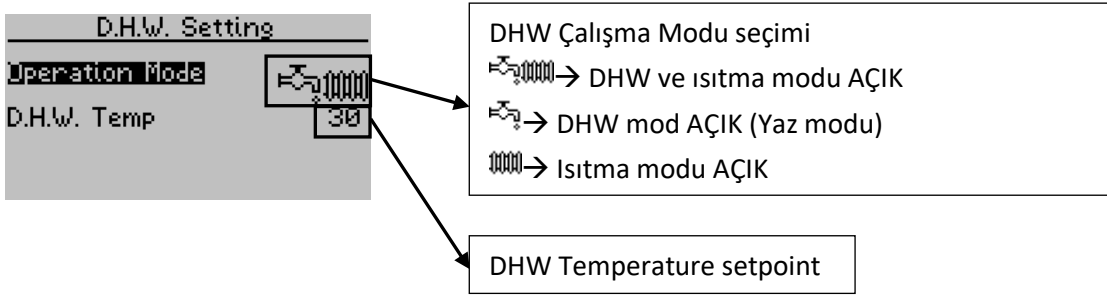 D.H.W. Setting
Operation Mode
D.H.W. Temp 30
DHW Çalışma Modu seçimi
→ DHW ve ısıtma modu AÇIK
→ DHW mod AÇIK (Yaz modu)
→ Isıtma modu AÇIK
DHW Temperature setpoint